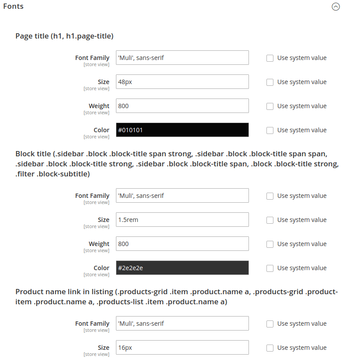 Fonts
Page title (h1, h1.page-title)
Font Family 'Muli', sans-serif Use system value
[store view]
Size 48px Use system value
[store view]
Weight 800 Use system value
[store view]
Color #010101 Use system value
[store view]
Block title (.sidebar .block .block-title span strong, .sidebar .block .block-title span span,
.sidebar .block .block-title strong, .sidebar .block .block-title span, .block .block-title strong,
.filter .block-subtitle)
Font Family 'Muli', sans-serif Use system value
[store view]
Size 1.5rem Use system value
[store view]
Weight 800 Use system value
[store view]
Color #2e2e2e Use system value
[store view]
Product name link in listing (.products-grid .item .product.name a, .products-grid .product-
item .product.name a, .products-list .item .product.name a)
Font Family 'Muli', sans-serif Use system value
[store view]
Size 16px Use system value
[store view]